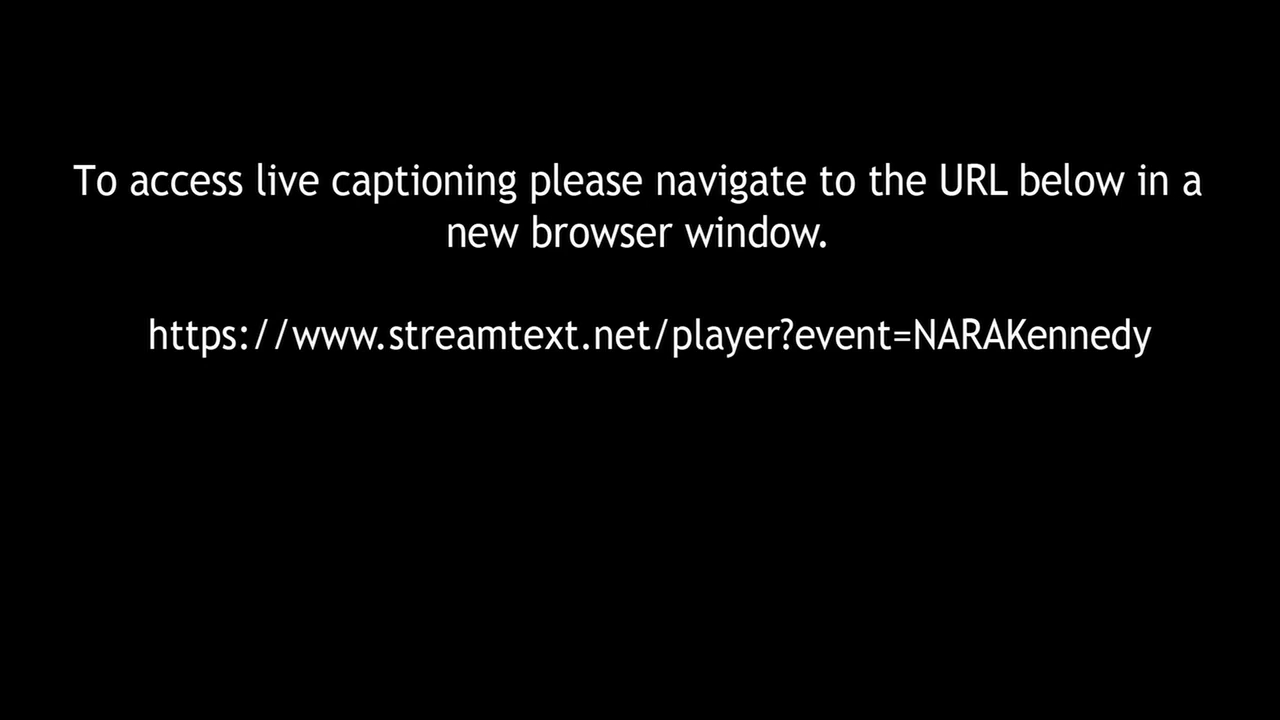 To access live captioning please navigate to the URL below in a
new browser window.
https://www.streamtext.net/player?event=NARAKennedy